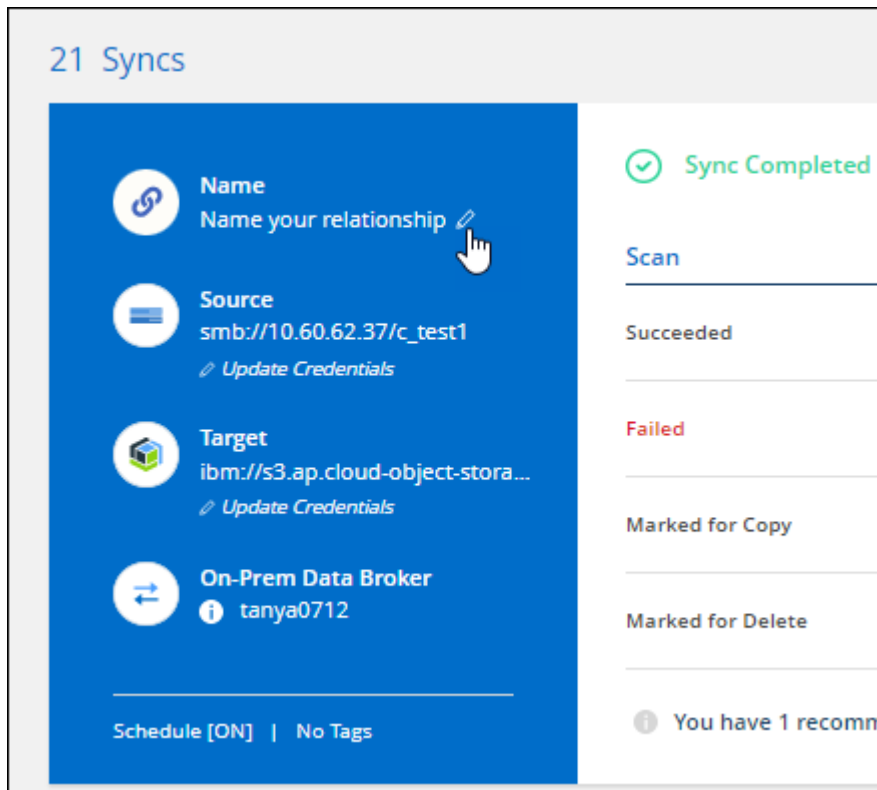 21 Syncs
Name
Name your relationship
Source
smb://10.60.62.37/c_test1
Update Credentials
Target
ibm://s3.ap.cloud-object-stora...
Update Credentials
On-Prem Data Broker
tanya0712
Schedule [ON] | No Tags
Sync Completed
Scan
Succeeded
Failed
Marked for Copy
Marked for Delete
You have 1 recomm